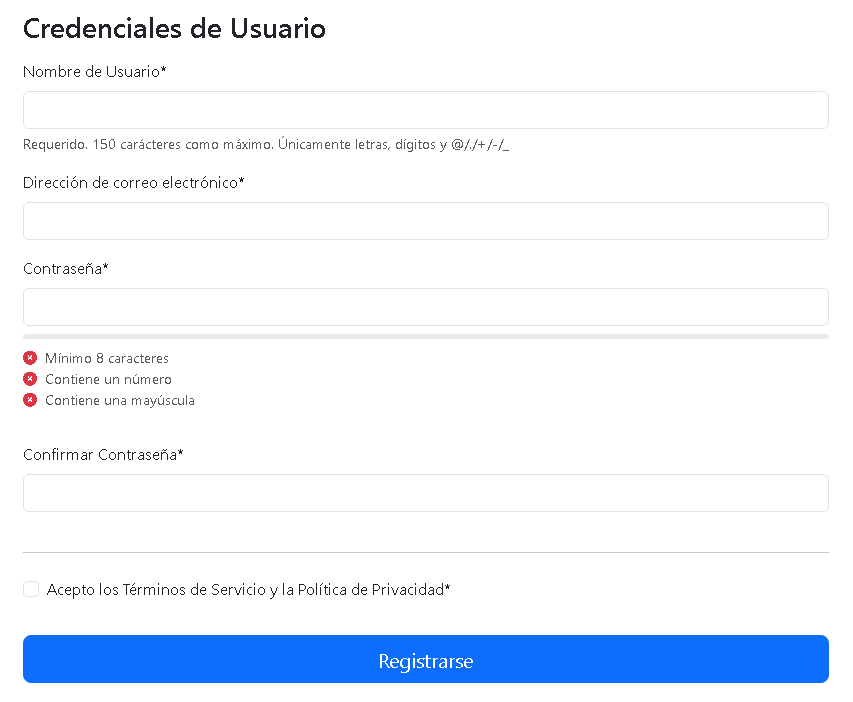 Credenciales de Usuario
Nombre de Usuario*
Requerido. 150 carácteres como máximo. Únicamente letras, dígitos y @/./+/-/_
Dirección de correo electrónico*
Contraseña*
Mínimo 8 caracteres
Contiene un número
Contiene una mayúscula
Confirmar Contraseña*
Acepto los Términos de Servicio y la Política de Privacidad*
Registrarse